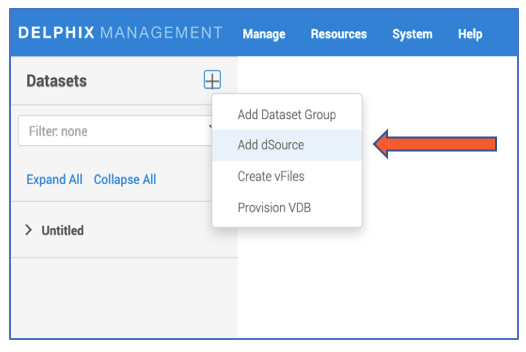 DELPHIX MANAGEMENT Manage Resources System Help
Datasets
Add Dataset Group
Filter: none
Add dSource
Expand All Collapse All
Create vFiles
Provision VDB
Untitled